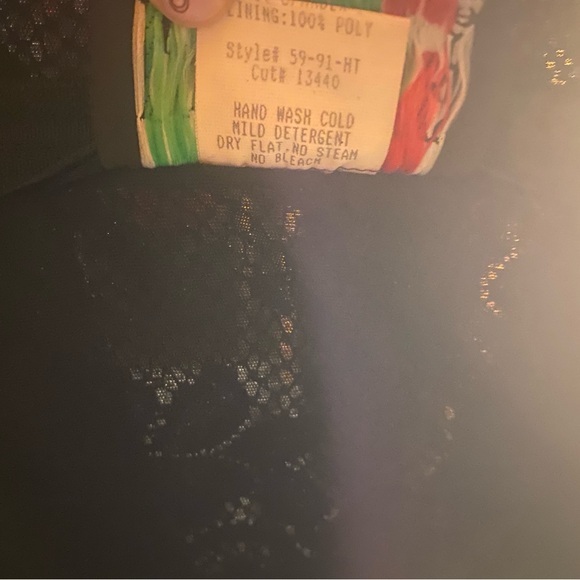 LINING:100% POLY
Style# 59-91-HT
Cut# 13440
HAND WASH COLD
MILD DETERGENT
DRY FLAT.NO STEAM
NO BLEACH